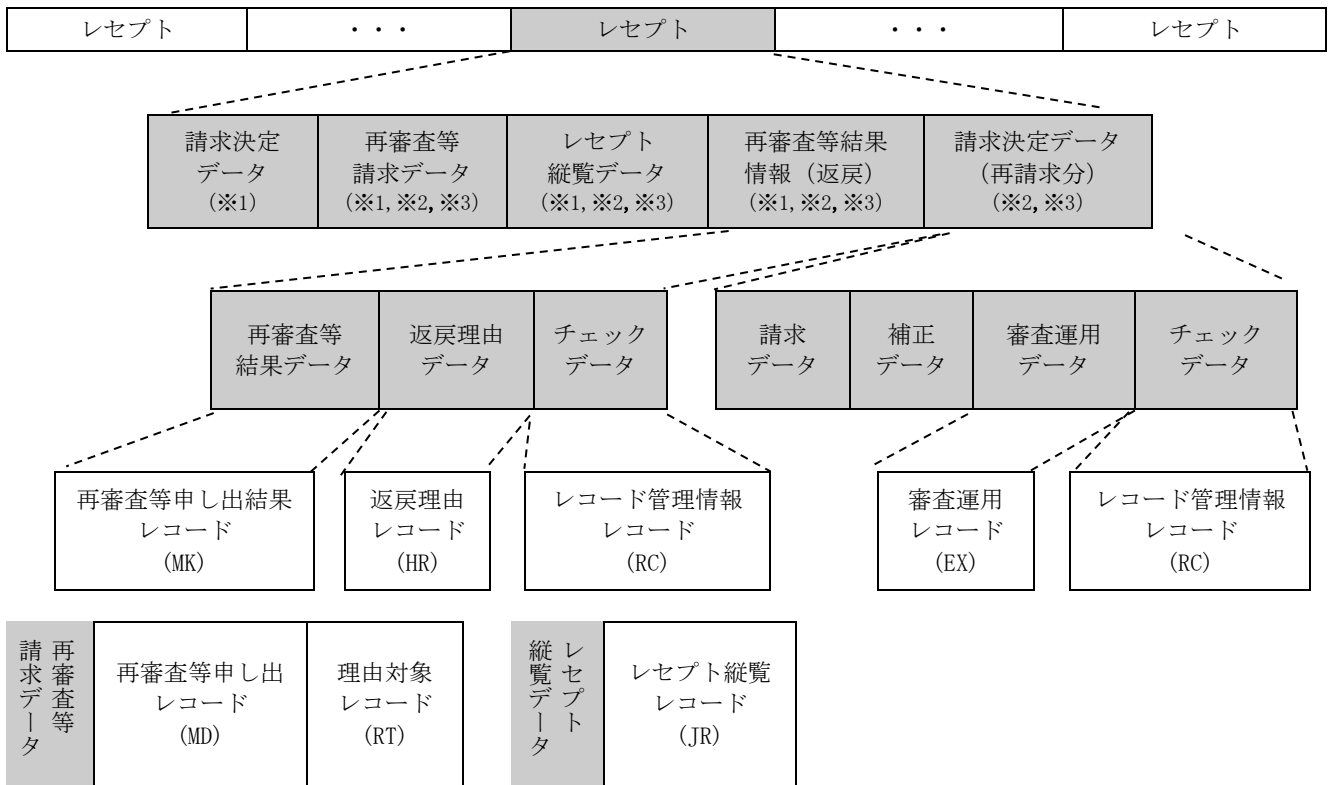 レセプト
・・・
レセプト
・・・
レセプト
請求決定
データ
(※1)
再審査等
請求データ
(※1,※2,※3)
レセプト
縦覧データ
(※1,※2,※3)
再審査等結果
情報（返戻）
(※1,※2,※3)
請求決定データ
(再請求分)
(※2,※3)
再審査等
結果データ
返戻理由
データ
チェック
データ
請求
データ
補正
データ
審査運用
データ
チェック
データ
再審査等申し出結果
レコード
(MK)
返戻理由
レコード
(HR)
レコード管理情報
レコード
(RC)
審査運用
レコード
(EX)
レコード管理情報
レコード
(RC)
再審査等
請求データ
再審査等申し出
レコード
(MD)
理由対象
レコード
(RT)
レセプト
縦覧データ
レセプト縦覧
レコード
(JR)